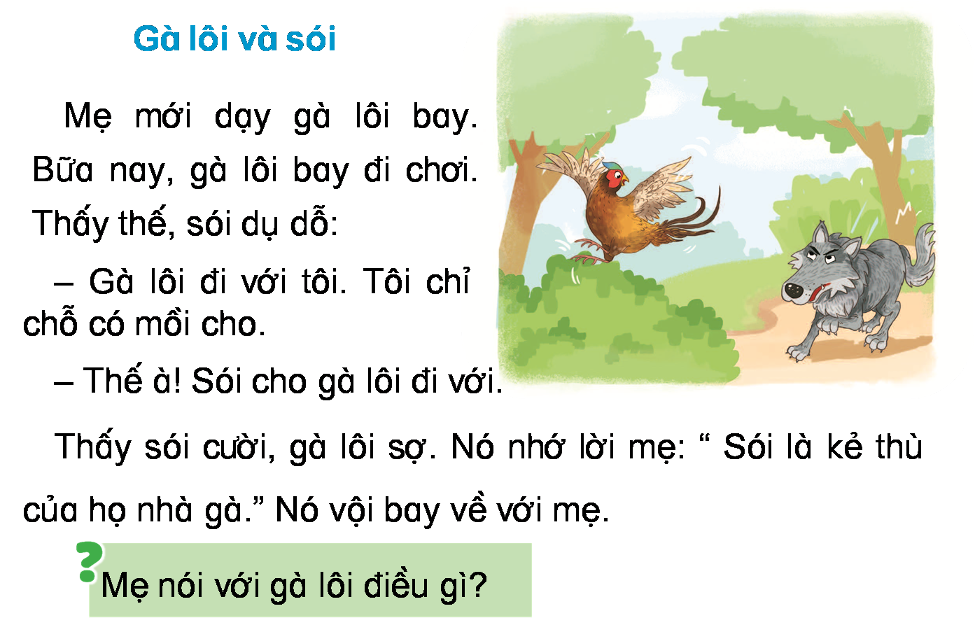 Gà lôi và sói
Mẹ mới dạy gà lôi bay.
Bữa nay, gà lôi bay đi chơi.
Thấy thế, sói dụ dỗ:
– Gà lôi đi với tôi. Tôi chỉ
chỗ có mồi cho.
– Thế à! Sói cho gà lôi đi với.
Thấy sói cười, gà lôi sợ. Nó nhớ lời mẹ: “ Sói là kẻ thù
của họ nhà gà.” Nó vội bay về với mẹ.
? Mẹ nói với gà lôi điều gì?